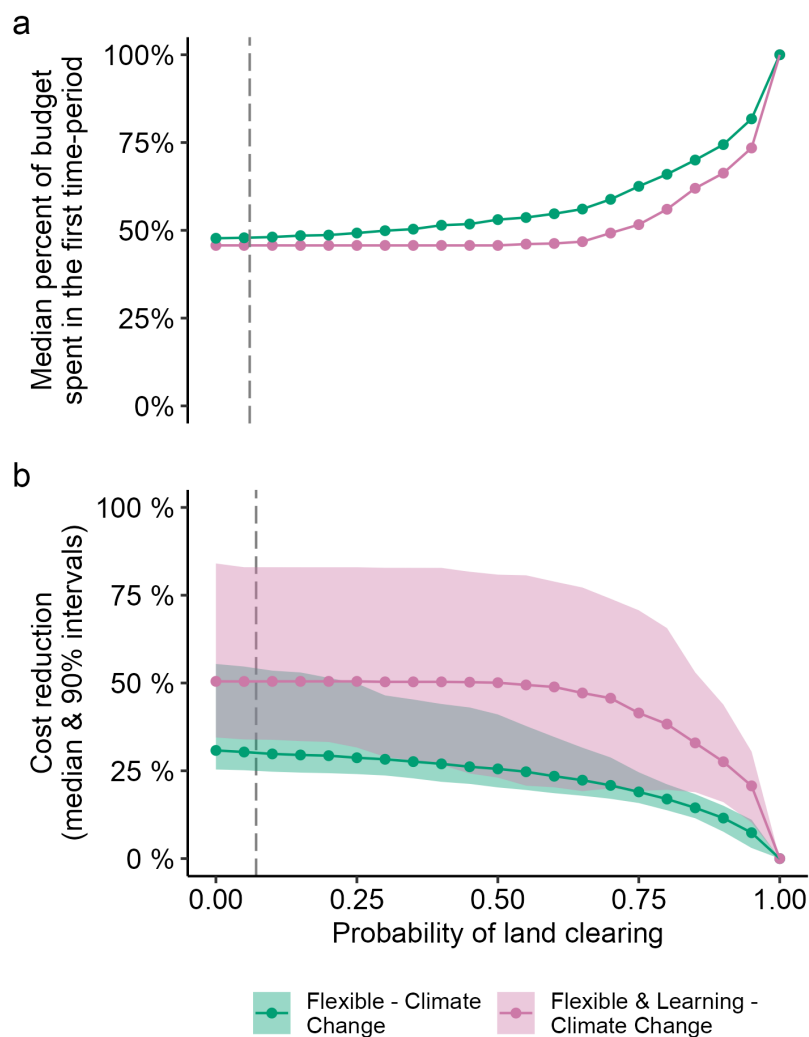 a
Median percent of budget
spent in the first time-period
100%
75%
50%
25%
0%
b
Cost reduction
(median & 90% intervals)
100 %
75 %
50 %
25 %
0 %
0.00
0.25
0.50
0.75
1.00
Probability of land clearing
Flexible - Climate
Change
Flexible & Learning -
Climate Change